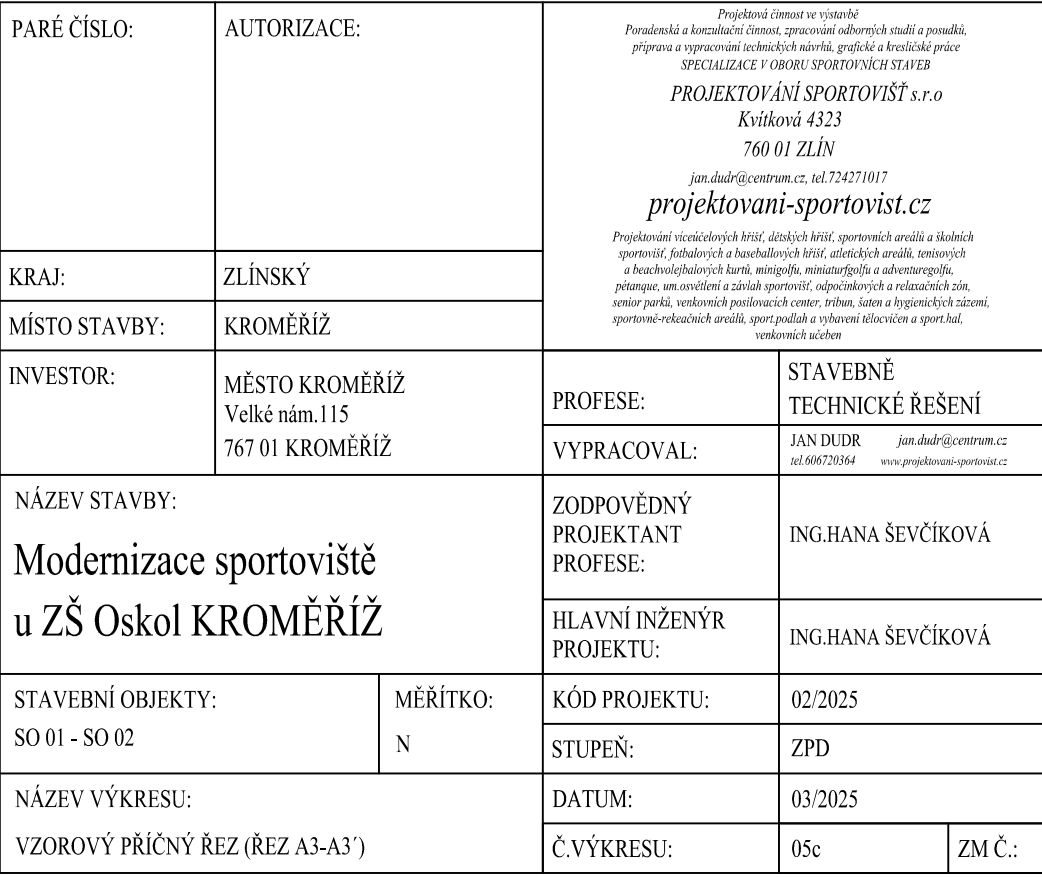 PARÉ ČÍSLO:
AUTORIZACE:
Projektová činnost ve výstavbě
Poradenská a konzultační činnost, zpracování odborných studií a posudků,
příprava a vypracování technických návrhů, grafické a kresličské práce
SPECIALIZACE V OBORU SPORTOVNÍCH STAVEB
PROJEKTOVÁNÍ SPORTOVIŠŤ s.r.o
Kvítková 4323
760 01 ZLÍN
jan.dudr@centrum.cz, tel.724271017
projektovani-sportovist.cz
Projektování víceúčelových hřišť, dětských hřišť, sportovních areálů a školních
sportovišť, fotbalových a baseballových hřišť, atletických areálů, tenisových
a beachvolejbalových kurtů, minigolfu, miniaturfgolfu a adventuregolfu,
pétanque, um.osvětlení a závlah sportovišť, odpočinkových a relaxačních zón,
senior parků, venkovních posilovacích center, tribun, šaten a hygienických zázemí,
sportovně-rekeačních areálů, sport.podlah a vybavení tělocvičen a sport.hal,
venkovních učeben
KRAJ:
ZLÍNSKÝ
MÍSTO STAVBY:
KROMĚŘÍŽ
INVESTOR:
MĚSTO KROMĚŘÍŽ
Velké nám.115
767 01 KROMĚŘÍŽ
PROFESE:
STAVEBNĚ
TECHNICKÉ ŘEŠENÍ
VYPRACOVAL:
JAN DUDR jan.dudr@centrum.cz
tel.606720364 www.projektovani-sportovist.cz
NÁZEV STAVBY:
Modernizace sportoviště
u ZŠ Oskol KROMĚŘÍŽ
ZODPOVĚDNÝ
PROJEKTANT
PROFESE:
ING.HANA ŠEVČÍKOVÁ
HLAVNÍ INŽENÝR
PROJEKTU:
ING.HANA ŠEVČÍKOVÁ
STAVEBNÍ OBJEKTY:
SO 01 - SO 02
MĚŘÍTKO:
N
KÓD PROJEKTU:
02/2025
STUPEŇ:
ZPD
NÁZEV VÝKRESU:
VZOROVÝ PŘÍČNÝ ŘEZ (ŘEZ A3-A3´)
DATUM:
03/2025
Č.VÝKRESU:
05c
ZM Č.: